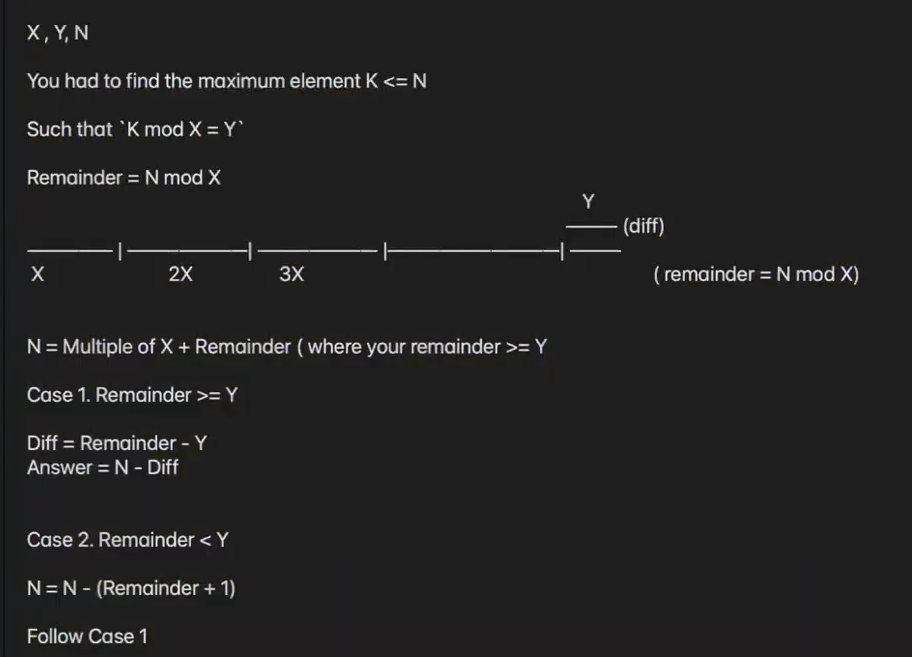 X , Y, N
You had to find the maximum element K <= N
Such that `K mod X = Y`
Remainder = N mod X
Y
(diff)
X 2X 3X ( remainder = N mod X)
N = Multiple of X + Remainder ( where your remainder >= Y
Case 1. Remainder >= Y
Diff = Remainder - Y
Answer = N - Diff
Case 2. Remainder < Y
N = N - (Remainder + 1)
Follow Case 1